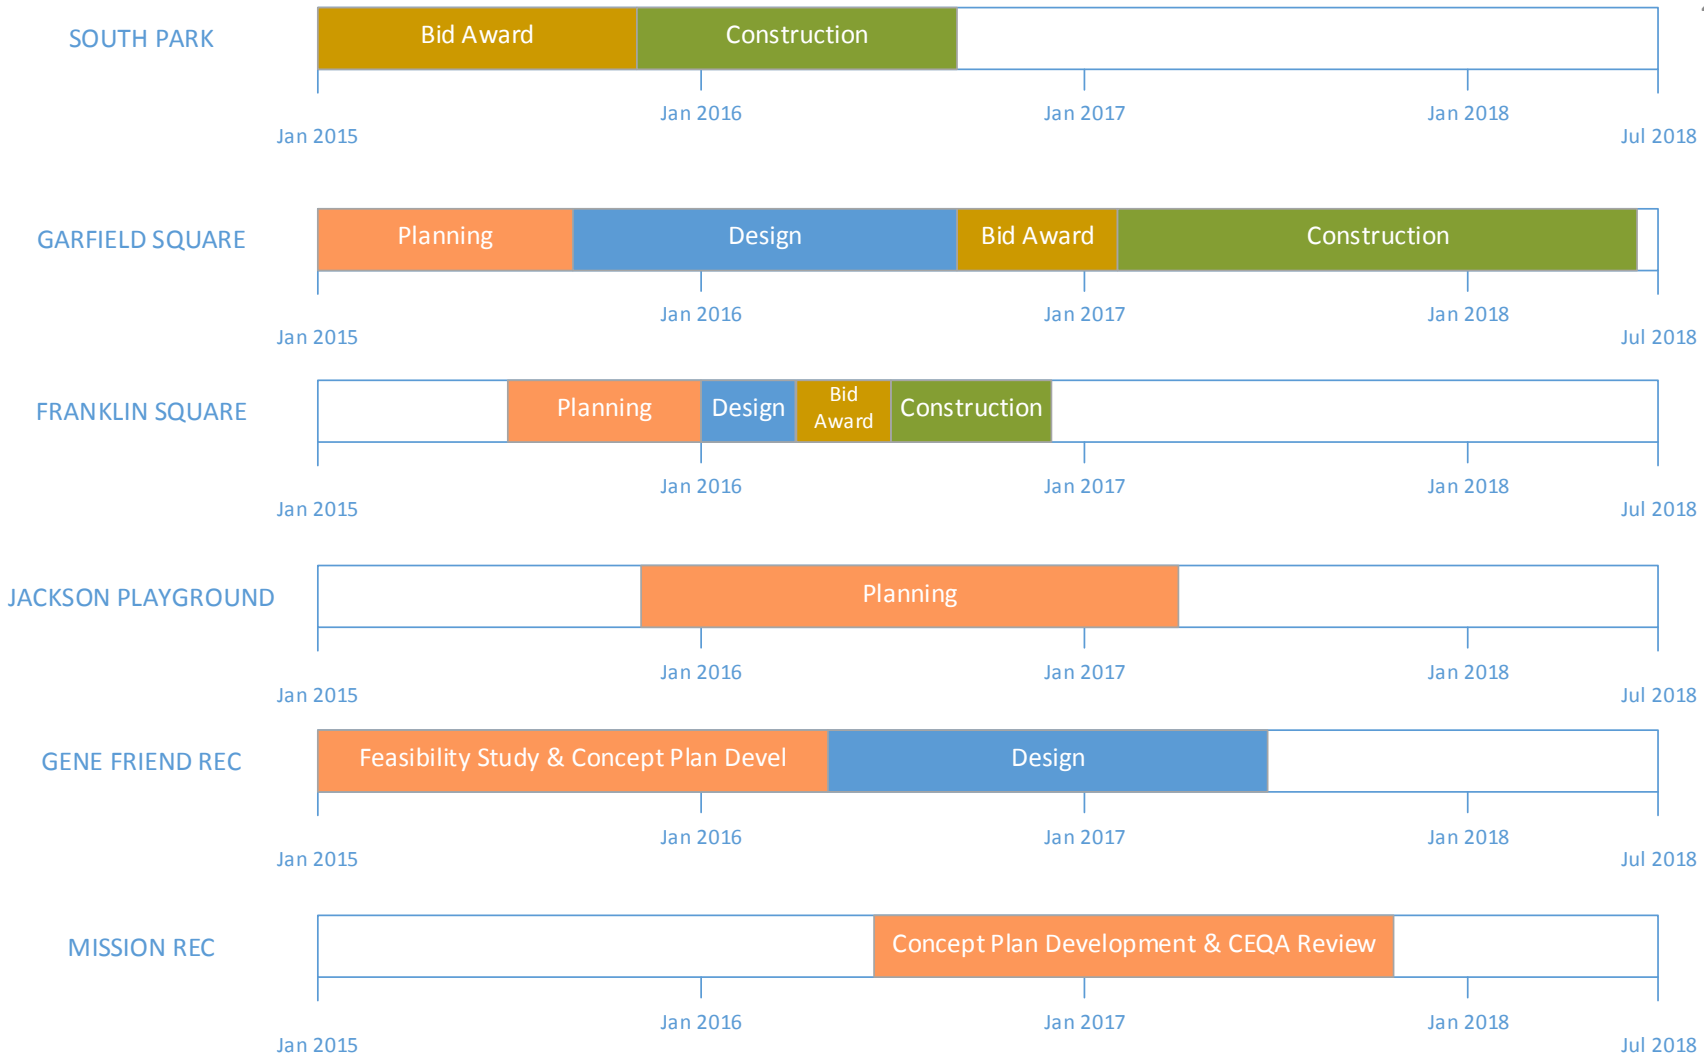 SOUTH PARK
Bid Award
Construction
Jan 2016
Jan 2017
Jan 2018
Jan 2015
Jul 2018
GARFIELD SQUARE
Planning
Design
Bid Award
Construction
Jan 2016
Jan 2017
Jan 2018
Jan 2015
Jul 2018
FRANKLIN SQUARE
Planning
Design
Bid
Award
Construction
Jan 2016
Jan 2017
Jan 2018
Jan 2015
Jul 2018
JACKSON PLAYGROUND
Planning
Jan 2016
Jan 2017
Jan 2018
Jan 2015
Jul 2018
GENE FRIEND REC
Feasibility Study & Concept Plan Devel
Design
Jan 2016
Jan 2017
Jan 2018
Jan 2015
Jul 2018
MISSION REC
Concept Plan Development & CEQA Review
Jan 2016
Jan 2017
Jan 2018
Jan 2015
Jul 2018